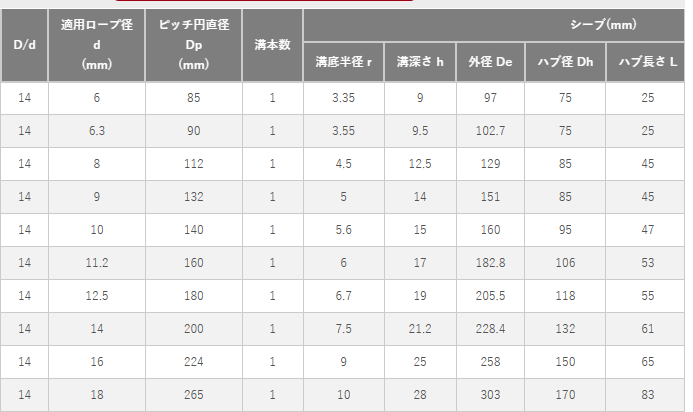 D/d 適用ロープ径 d (mm) ピッチ円直径 Dp (mm) 溝本数 シーブ(mm)
溝底半径 r 溝深さ h 外径 De ハブ径 Dh ハブ長さ L
14 6 85 1 3.35 9 97 75 25
14 6.3 90 1 3.55 9.5 102.7 75 25
14 8 112 1 4.5 12.5 129 85 45
14 9 132 1 5 14 151 85 45
14 10 140 1 5.6 15 160 95 47
14 11.2 160 1 6 17 182.8 106 53
14 12.5 180 1 6.7 19 205.5 118 55
14 14 200 1 7.5 21.2 228.4 132 61
14 16 224 1 9 25 258 150 65
14 18 265 1 10 28 303 170 83